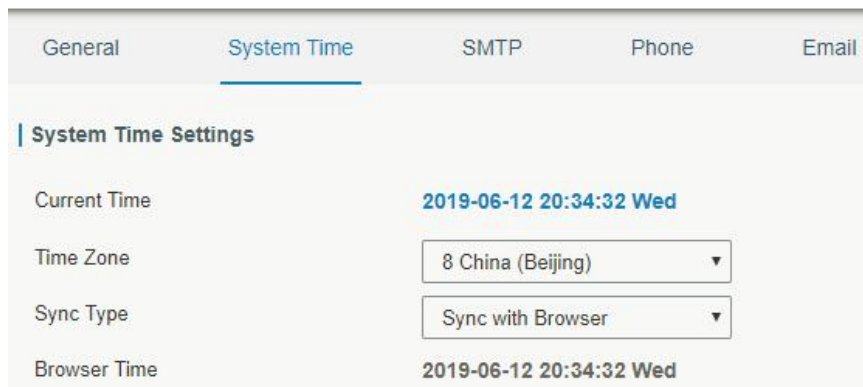 General System Time SMTP Phone Email
System Time Settings
Current Time 2019-06-12 20:34:32 Wed
Time Zone 8 China (Beijing)
Sync Type Sync with Browser
Browser Time 2019-06-12 20:34:32 Wed